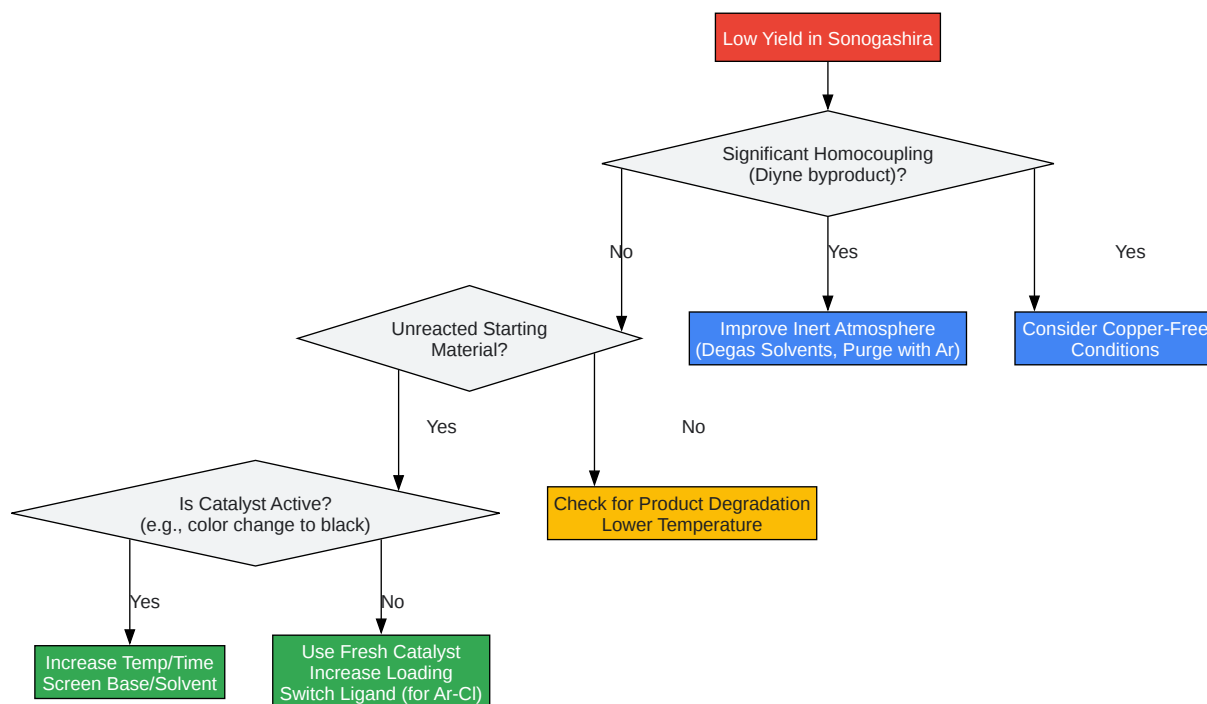 Low Yield in Sonogashira
Significant Homocoupling
(Diyne byproduct)?
No
Yes
Yes
Unreacted Starting
Material?
Improve Inert Atmosphere
(Degas Solvents, Purge with Ar)
Consider Copper-Free
Conditions
Yes
No
Is Catalyst Active?
(e.g., color change to black)
Check for Product Degradation
Lower Temperature
Yes
No
Increase Temp/Time
Screen Base/Solvent
Use Fresh Catalyst
Increase Loading
Switch Ligand (for Ar-Cl)